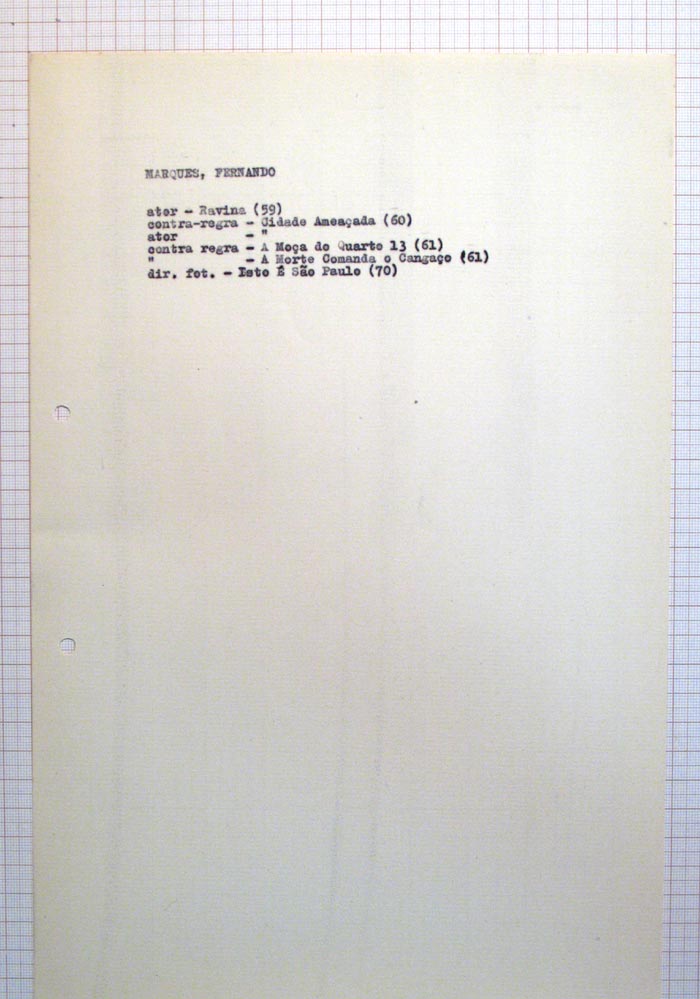 MARQUES, FERNANDO
ator - Ravina (59)
contra-regra - Cidade Ameaçada (60)
ator - "
contra regra - A Moça do Quarto 13 (61)
" - A Morte Comanda o Cangaço (61)
dir. fot. - Isto É São Paulo (70)